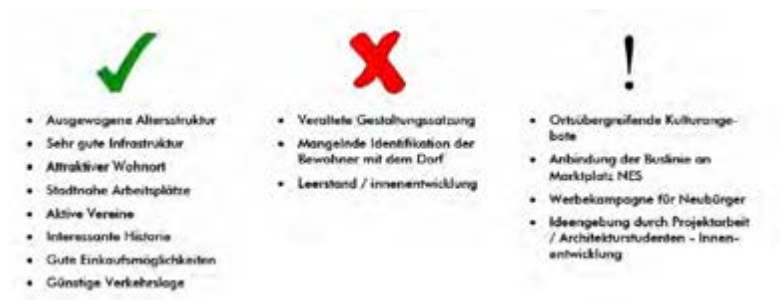 !
• Ausgewogene Altersstruktur
• Sehr gute Infrastruktur
• Attraktiver Wohnort
• Stadtnahe Arbeitsplätze
• Aktive Vereine
• Interessante Historie
• Gute Einkaufsmöglichkeiten
• Günstige Verkehrslage
• Veraltete Gestaltungssatzung
• Mangelnde Identifikation der
Bewohner mit dem Dorf
• Leerstand / innenentwicklung
• Ortsübergreifende Kulturange-
bote
• Anbindung der Buslinie an
Marktplatz NES
• Werbekampagne für Neubürger
• Ideengebung durch Projektarbeit
/ Architekturstudenten – Innen-
entwicklung